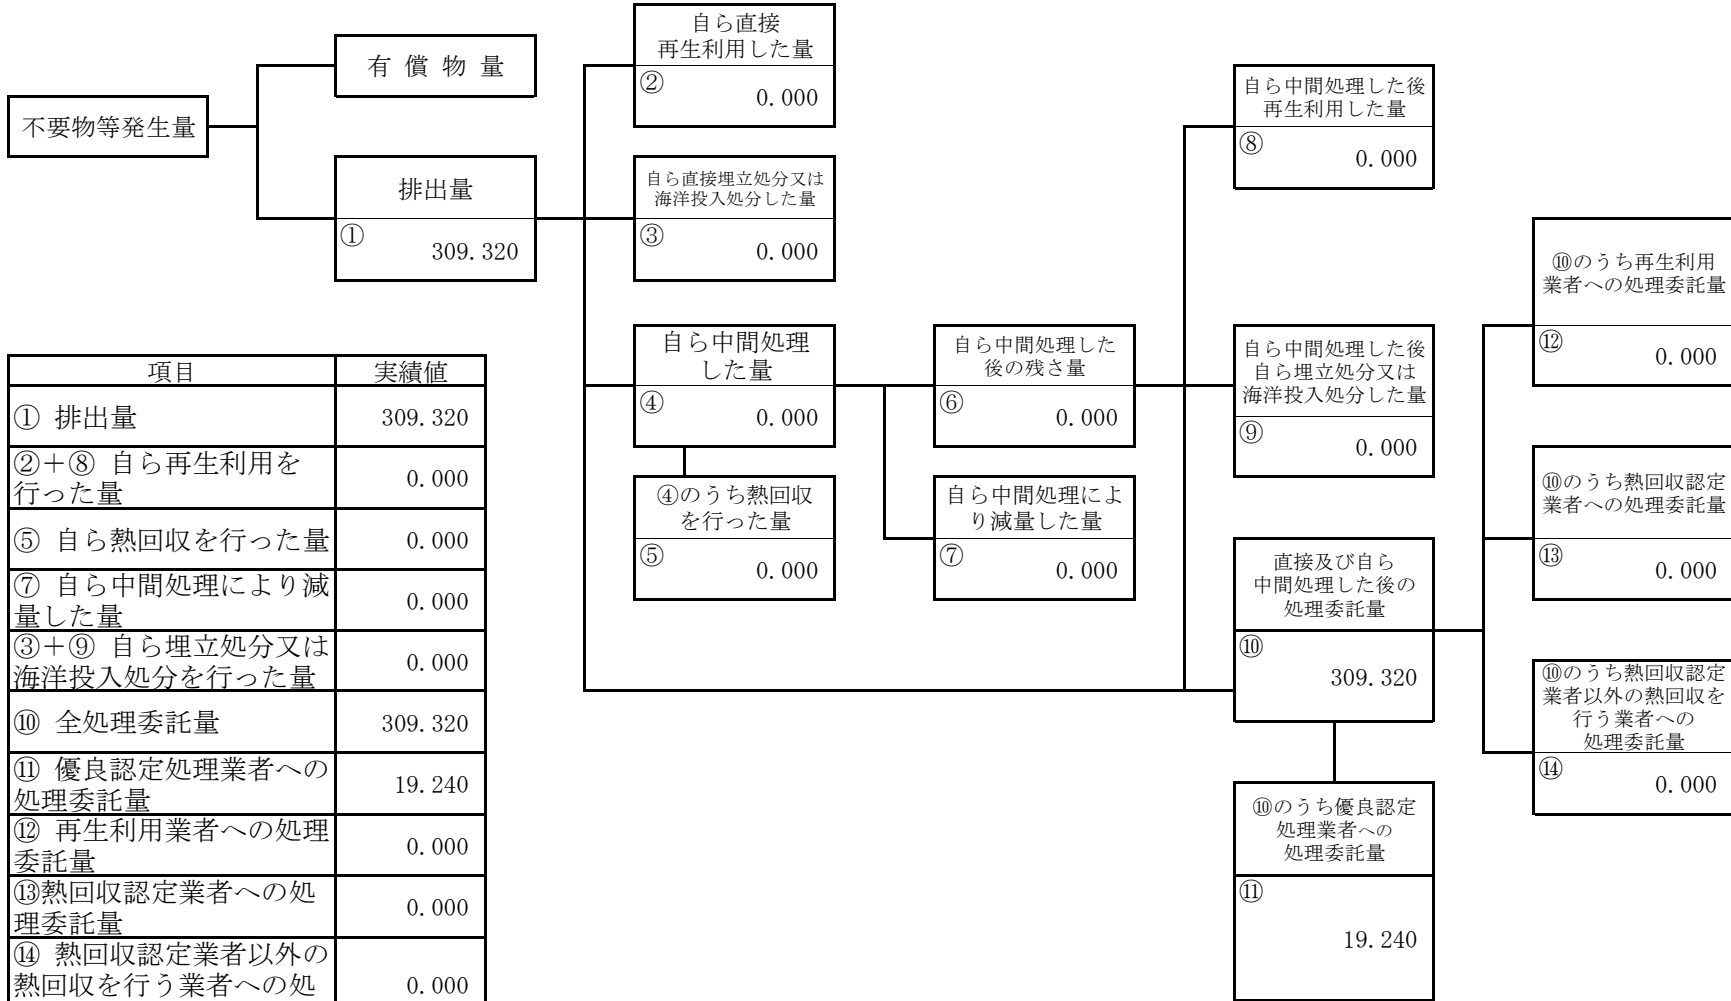 不要物等発生量
有 償 物 量
排出量
①
309.320
自ら直接
再生利用した量
②
0.000
自ら直接埋立処分又は
海洋投入処分した量
③
0.000
自ら中間処理
した量
④
0.000
④のうち熱回収
を行った量
⑤
0.000
自ら中間処理した
後の残さ量
⑥
0.000
自ら中間処理によ
り減量した量
⑦
0.000
自ら中間処理した後
再生利用した量
⑧
0.000
自ら中間処理した後
自ら埋立処分又は
海洋投入処分した量
⑨
0.000
直接及び自ら
中間処理した後の
処理委託量
⑩
309.320
⑩のうち優良認定
処理業者への
処理委託量
⑪
19.240
⑩のうち再生利用
業者への処理委託量
⑫
0.000
⑩のうち熱回収認定
業者への処理委託量
⑬
0.000
⑩のうち熱回収認定
業者以外の熱回収を
行う業者への
処理委託量
⑭
0.000
項目 実績値
① 排出量 309.320
②+⑧ 自ら再生利用を
行った量 0.000
⑤ 自ら熱回収を行った量 0.000
⑦ 自ら中間処理により減
量した量 0.000
③+⑨ 自ら埋立処分又は
海洋投入処分を行った量 0.000
⑩ 全処理委託量 309.320
⑪ 優良認定処理業者への
処理委託量 19.240
⑫ 再生利用業者への処理
委託量 0.000
⑬熱回収認定業者への処
理委託量 0.000
⑭ 熱回収認定業者以外の
熱回収を行う業者への処 0.000